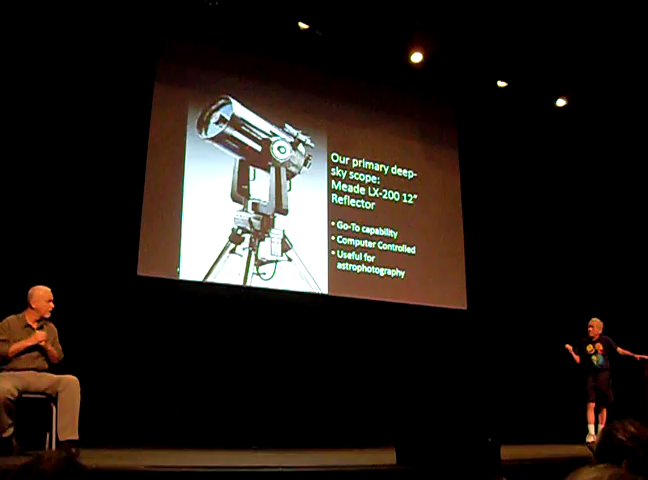 Our primary deep-
sky scope:
Meade LX-200 12"
Reflector
• Go-To capability
• Computer Controlled
• Useful for
astrophotography